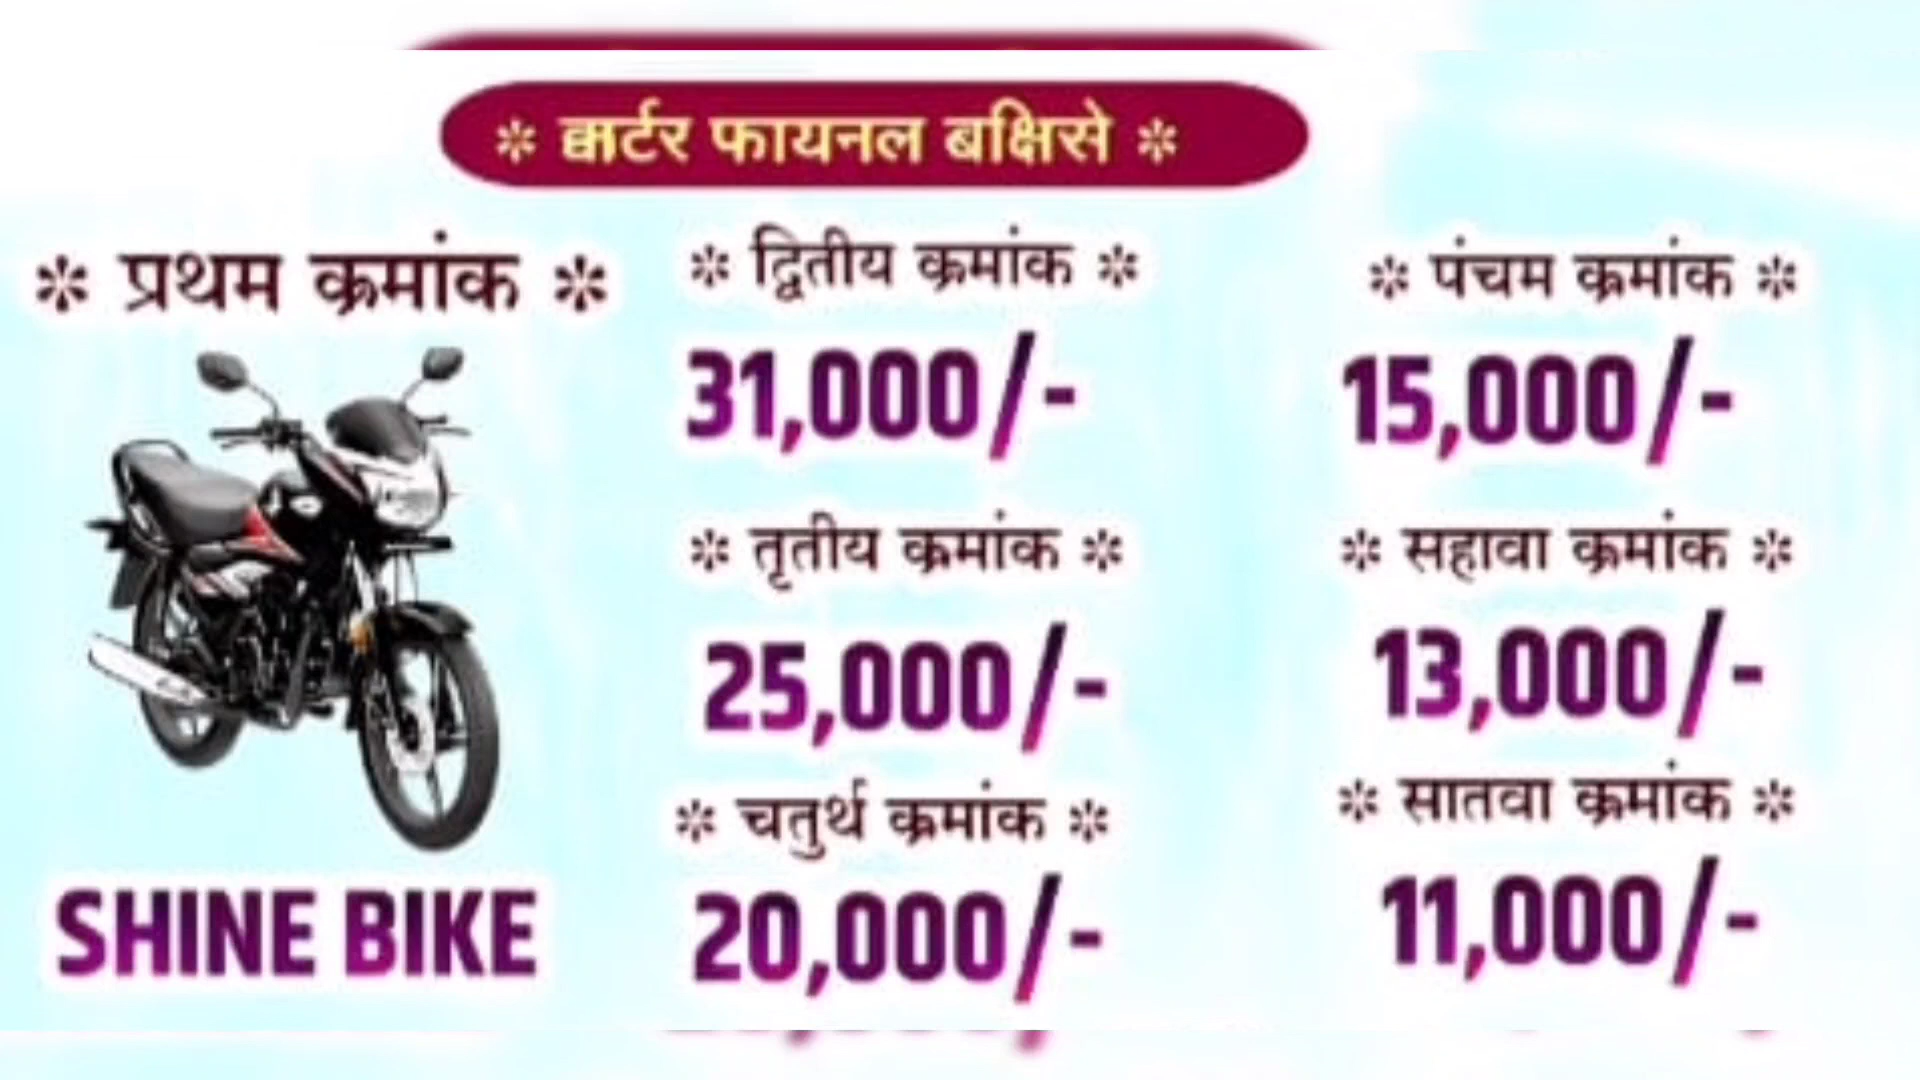 ❊ क्वार्टर फायनल बक्षिसे ❊
❊ प्रथम क्रमांक ❊
SHINE BIKE
❊ द्वितीय क्रमांक ❊
31,000/-
❊ तृतीय क्रमांक ❊
25,000/-
❊ चतुर्थ क्रमांक ❊
20,000/-
❊ पंचम क्रमांक ❊
15,000/-
❊ सहावा क्रमांक ❊
13,000/-
❊ सातवा क्रमांक ❊
11,000/-